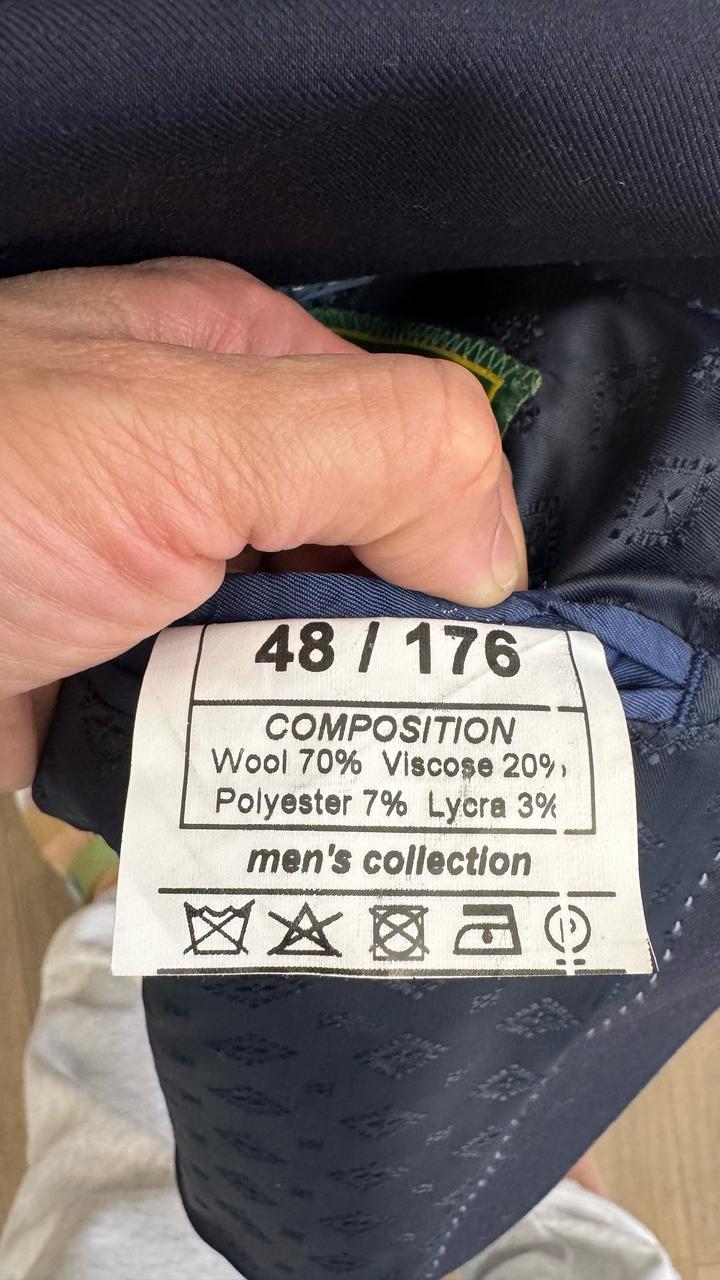 48 / 176
COMPOSITION
Wool 70% Viscose 20%
Polyester 7% Lycra 3%
men's collection
P